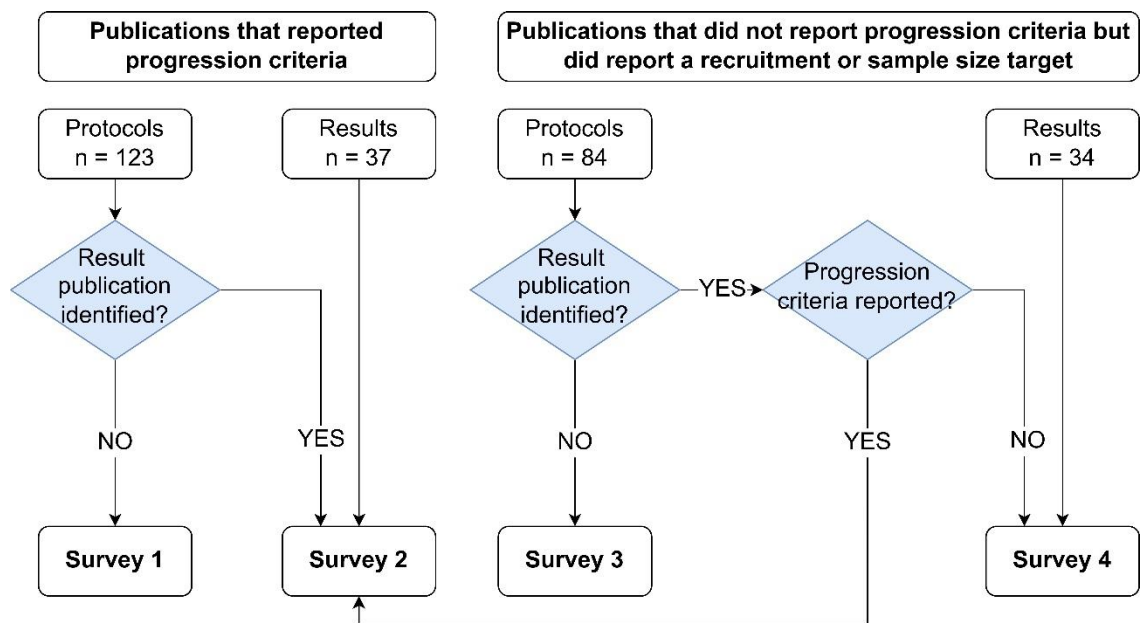 Publications that reported
progression criteria
Publications that did not report progression criteria but
did report a recruitment or sample size target
Protocols
n = 123
Results
n = 37
Protocols
n = 84
Results
n = 34
Result
publication
identified?
Result
publication
identified?
YES
Progression
criteria reported?
NO
YES
NO
YES
NO
Survey 1
Survey 2
Survey 3
Survey 4